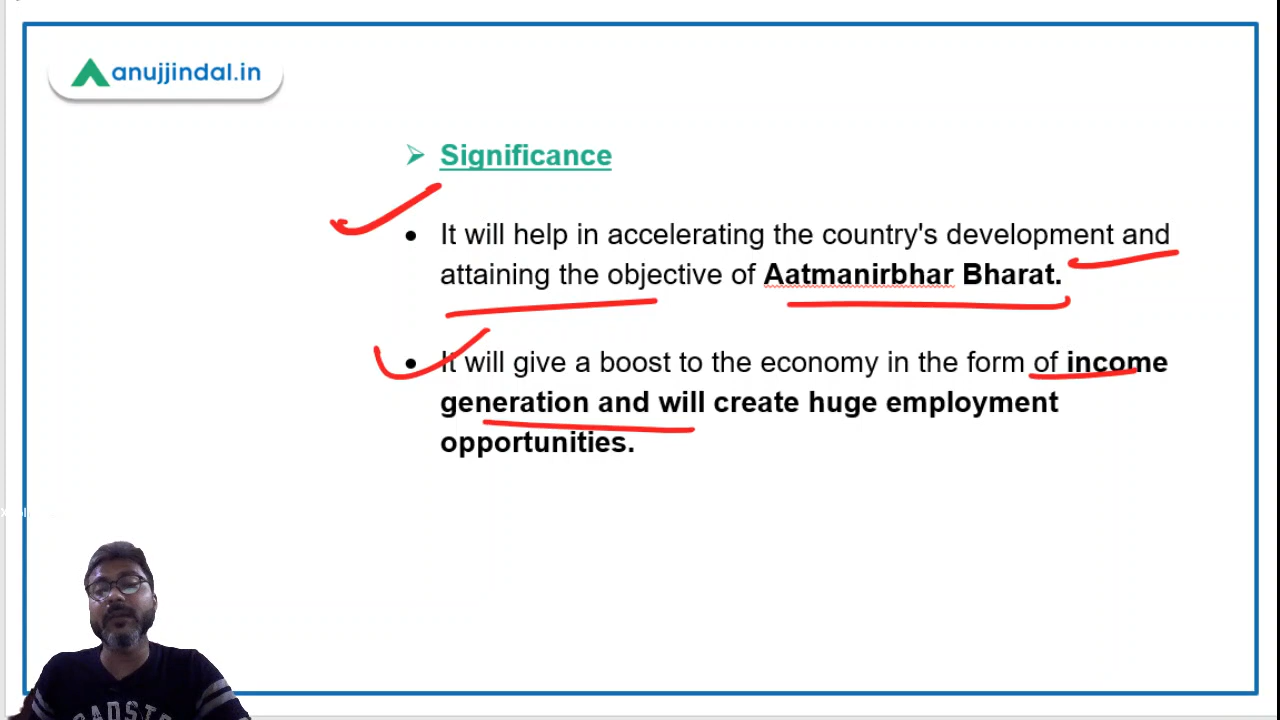 anujjindal.in
Significance
It will help in accelerating the country's development and
attaining the objective of Aatmanirbhar Bharat.
It will give a boost to the economy in the form of income
generation and will create huge employment
opportunities.